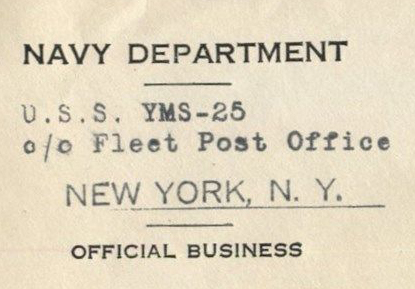 NAVY DEPARTMENT
U.S.S. YMS-25
c/o Fleet Post Office
NEW YORK, N. Y.
OFFICIAL BUSINESS